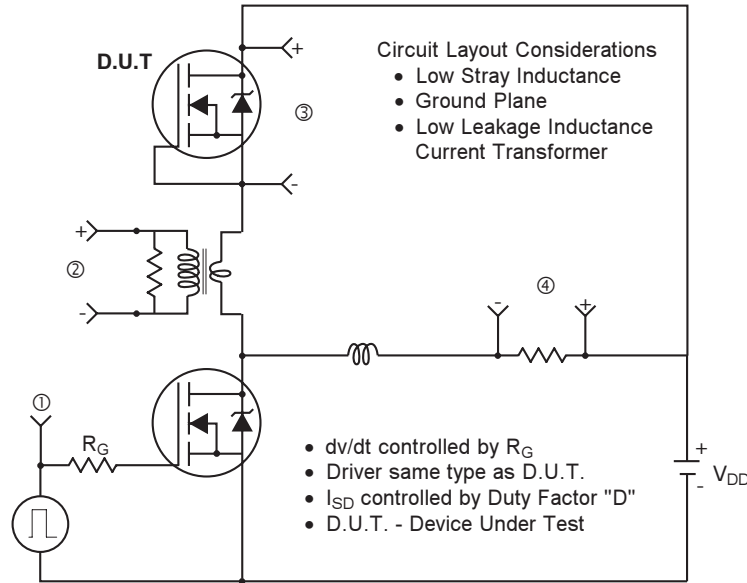 D.U.T
+
③
-
Circuit Layout Considerations
• Low Stray Inductance
• Ground Plane
• Low Leakage Inductance
Current Transformer
+
②
-
④
- +
①
RG
• dv/dt controlled by RG
• Driver same type as D.U.T.
• ISD controlled by Duty Factor "D"
• D.U.T. - Device Under Test
+
-
VDD